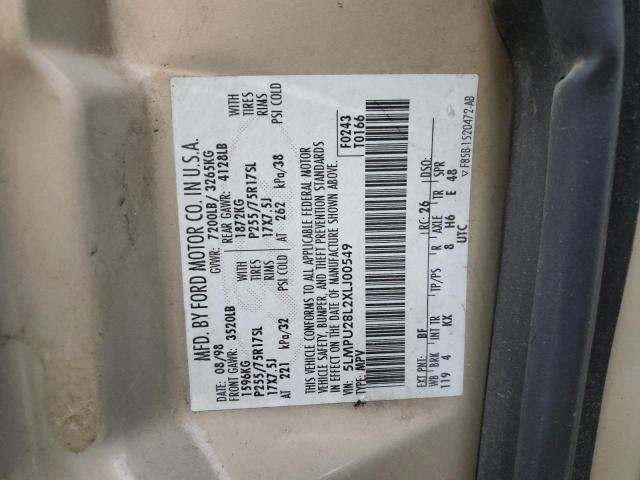 MFD. BY FORD MOTOR CO. IN U.S.A.
DATE: 08/98 GVWR: 7200LB/ 3265KG
FRONT GAWR: 3520LB REAR GAWR: 4128LB
1596KG 1872KG WITH
P255/75R17SL P255/75R17SL TIRES
17X7.5J 17X7.5J RIMS
AT 221 kPa/32 AT 262 kPa/38 PSI COLD
WITH
TIRES
RIMS
PSI COLD
THIS VEHICLE CONFORMS TO ALL APPLICABLE FEDERAL MOTOR
VEHICLE SAFETY, BUMPER, AND THEFT PREVENTION STANDARDS
IN EFFECT ON THE DATE OF MANUFACTURE SHOWN ABOVE.
VIN: 5LMPU28L2XLJ00549
TYPE: MPV
F0243
T0166
EXT PNT: BF RC: 26 DSO:
WB BRK INT TR TP/PS R AXLE TR SPR
119 4 KX 8 H6 E 48
UTC
F85B-1520472-AB